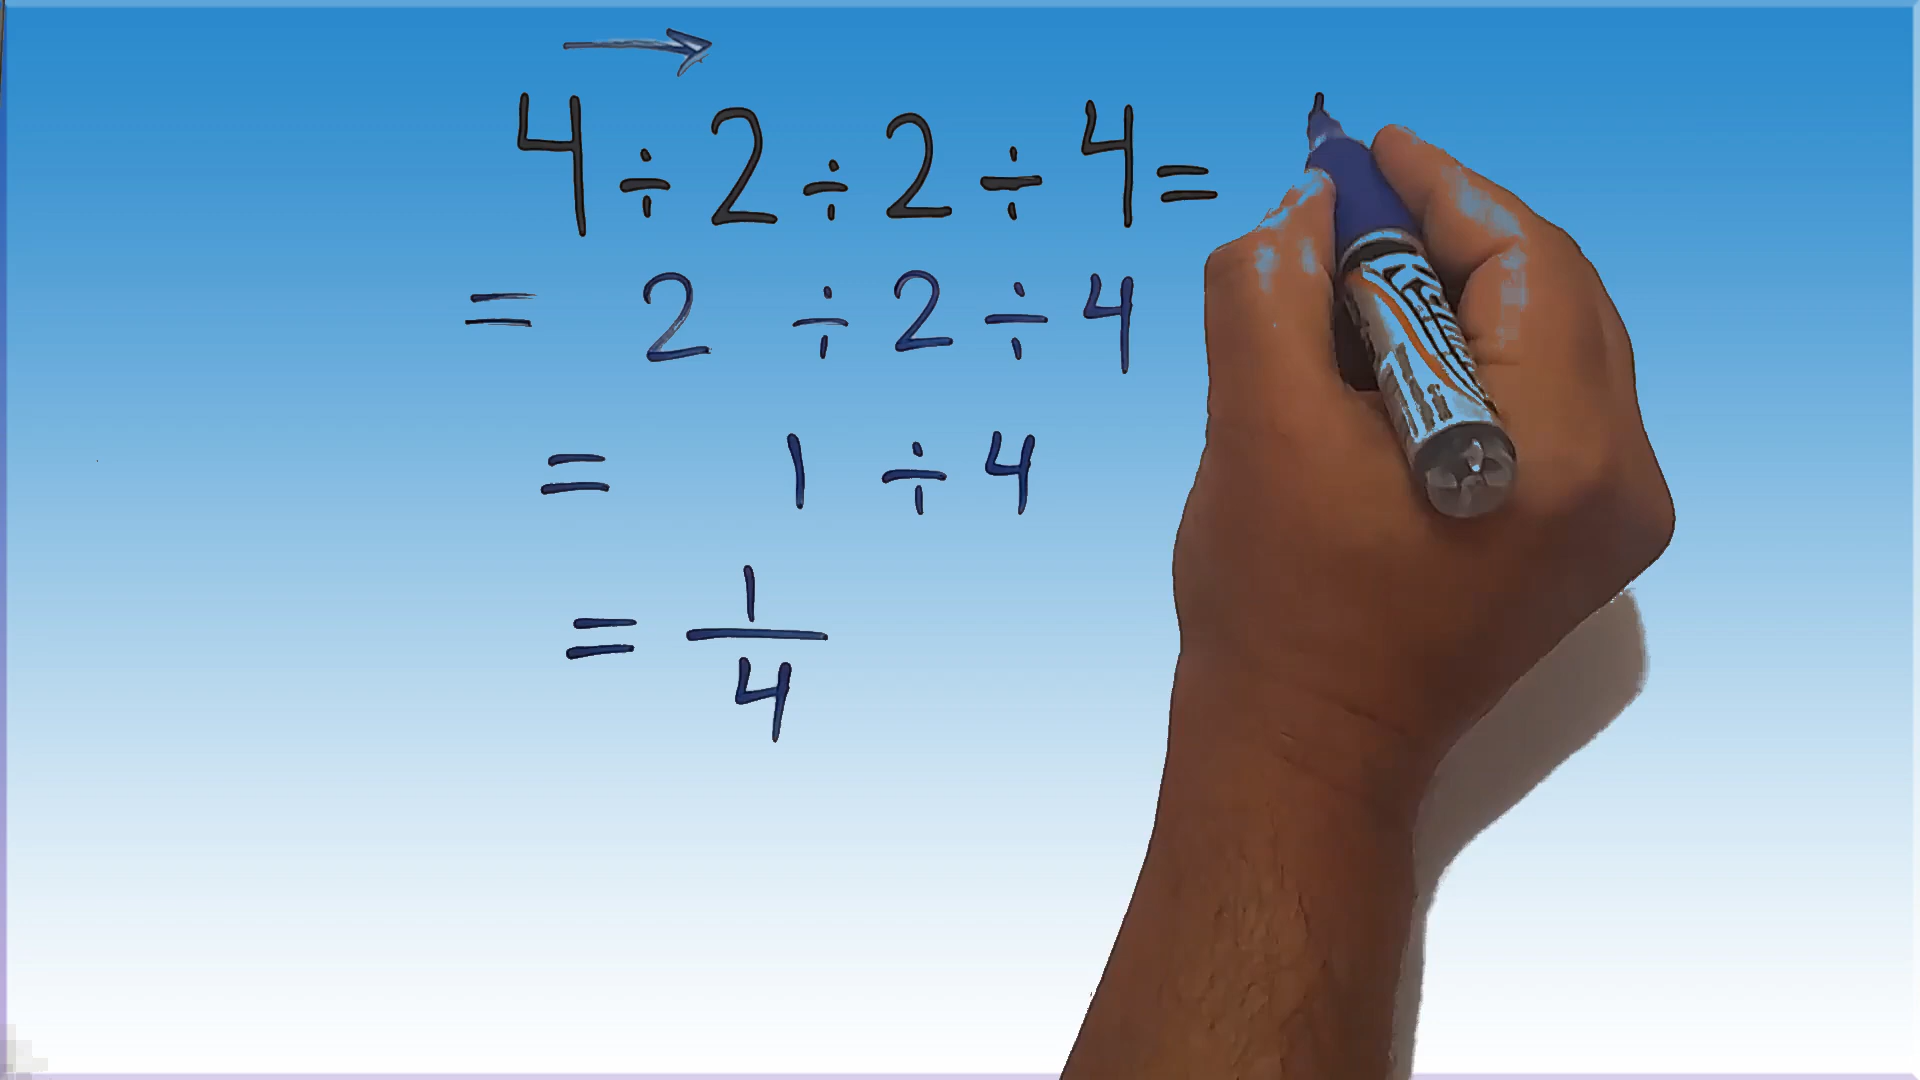 4 ÷ 2 ÷ 2 ÷ 4 =
= 2 ÷ 2 ÷ 4
= 1 ÷ 4
= 1/4